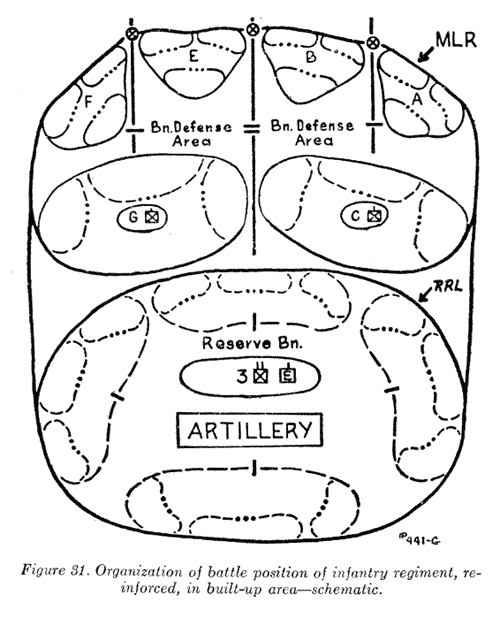 MLR
E
B
F
A
Bn. Defense
Area
Bn. Defense
Area
G
C
RRL
Reserve Bn.
3
E
ARTILLERY
441-G
Figure 31. Organization of battle position of infantry regiment, re-
inforced, in built-up area—schematic.